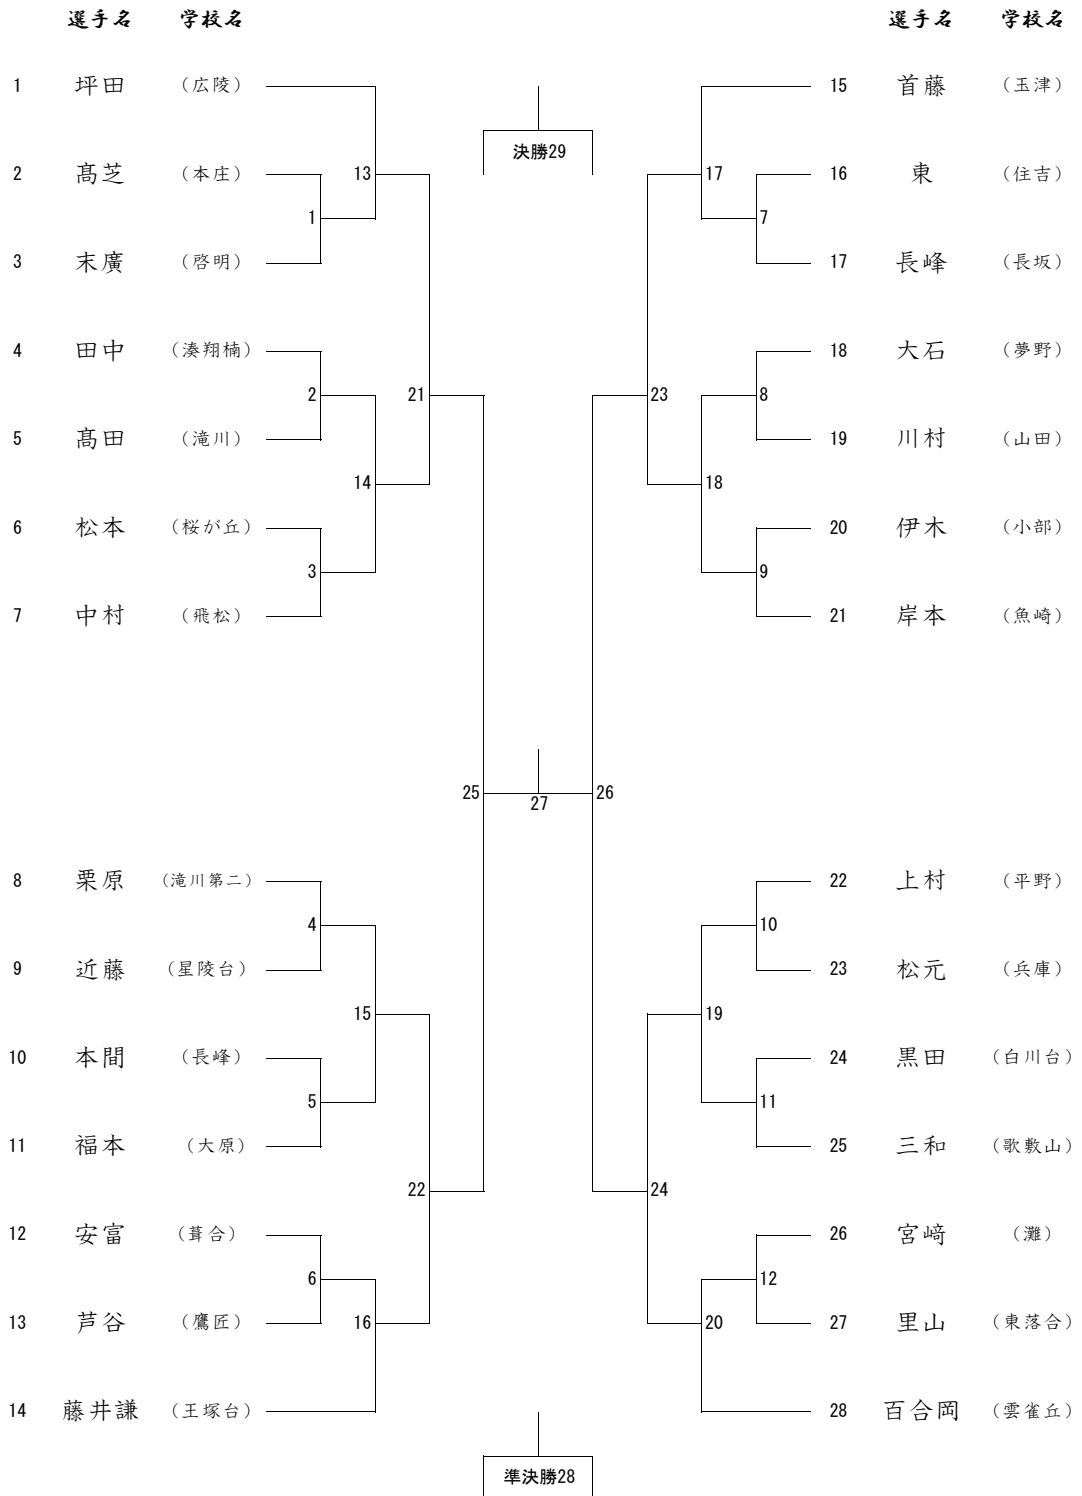 選手名 学校名 選手名 学校名
1 坪田 （広陵） 15 首藤 （玉津）
決勝29
2 髙芝 （本庄） 13 17 16 東 （住吉）
1 7
3 末廣 （啓明） 17 長峰 （長坂）
4 田中 （湊翔楠） 18 大石 （夢野）
2 21 23 8
5 髙田 （滝川） 19 川村 （山田）
14 18
6 松本 （桜が丘） 20 伊木 （小部）
3 9
7 中村 （飛松） 21 岸本 （魚崎）
25 27 26
8 栗原 （滝川第二） 22 上村 （平野）
4 10
9 近藤 （星陵台） 23 松元 （兵庫）
15 19
10 本間 （長峰） 24 黒田 （白川台）
5 11
11 福本 （大原） 25 三和 （歌敷山）
22 24
12 安富 （葺合） 26 宮﨑 （灘）
6 12
13 芦谷 （鷹匠） 16 20 27 里山 （東落合）
14 藤井謙 （王塚台） 28 百合岡 （雲雀丘）
準決勝28